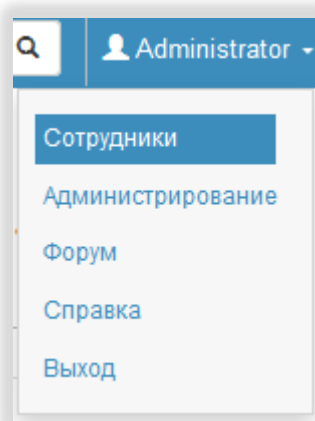 Administrator
Сотрудники
Администрирование
Форум
Справка
Выход